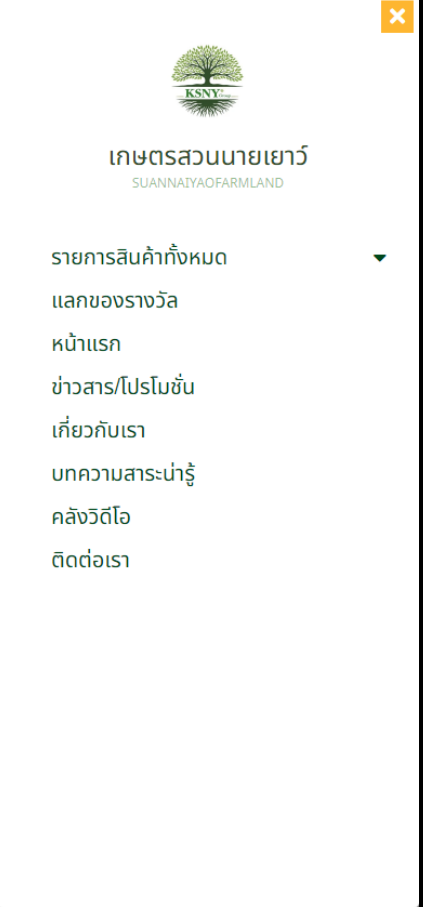 KSNY
เกษตรสวนนายเยาว์
SUANNAIYAOFARMLAND
รายการสินค้าทั้งหมด
แลกของรางวัล
หน้าแรก
ข่าวสาร/โปรโมชั่น
เกี่ยวกับเรา
บทความสาระน่ารู้
คลังวิดีโอ
ติดต่อเรา